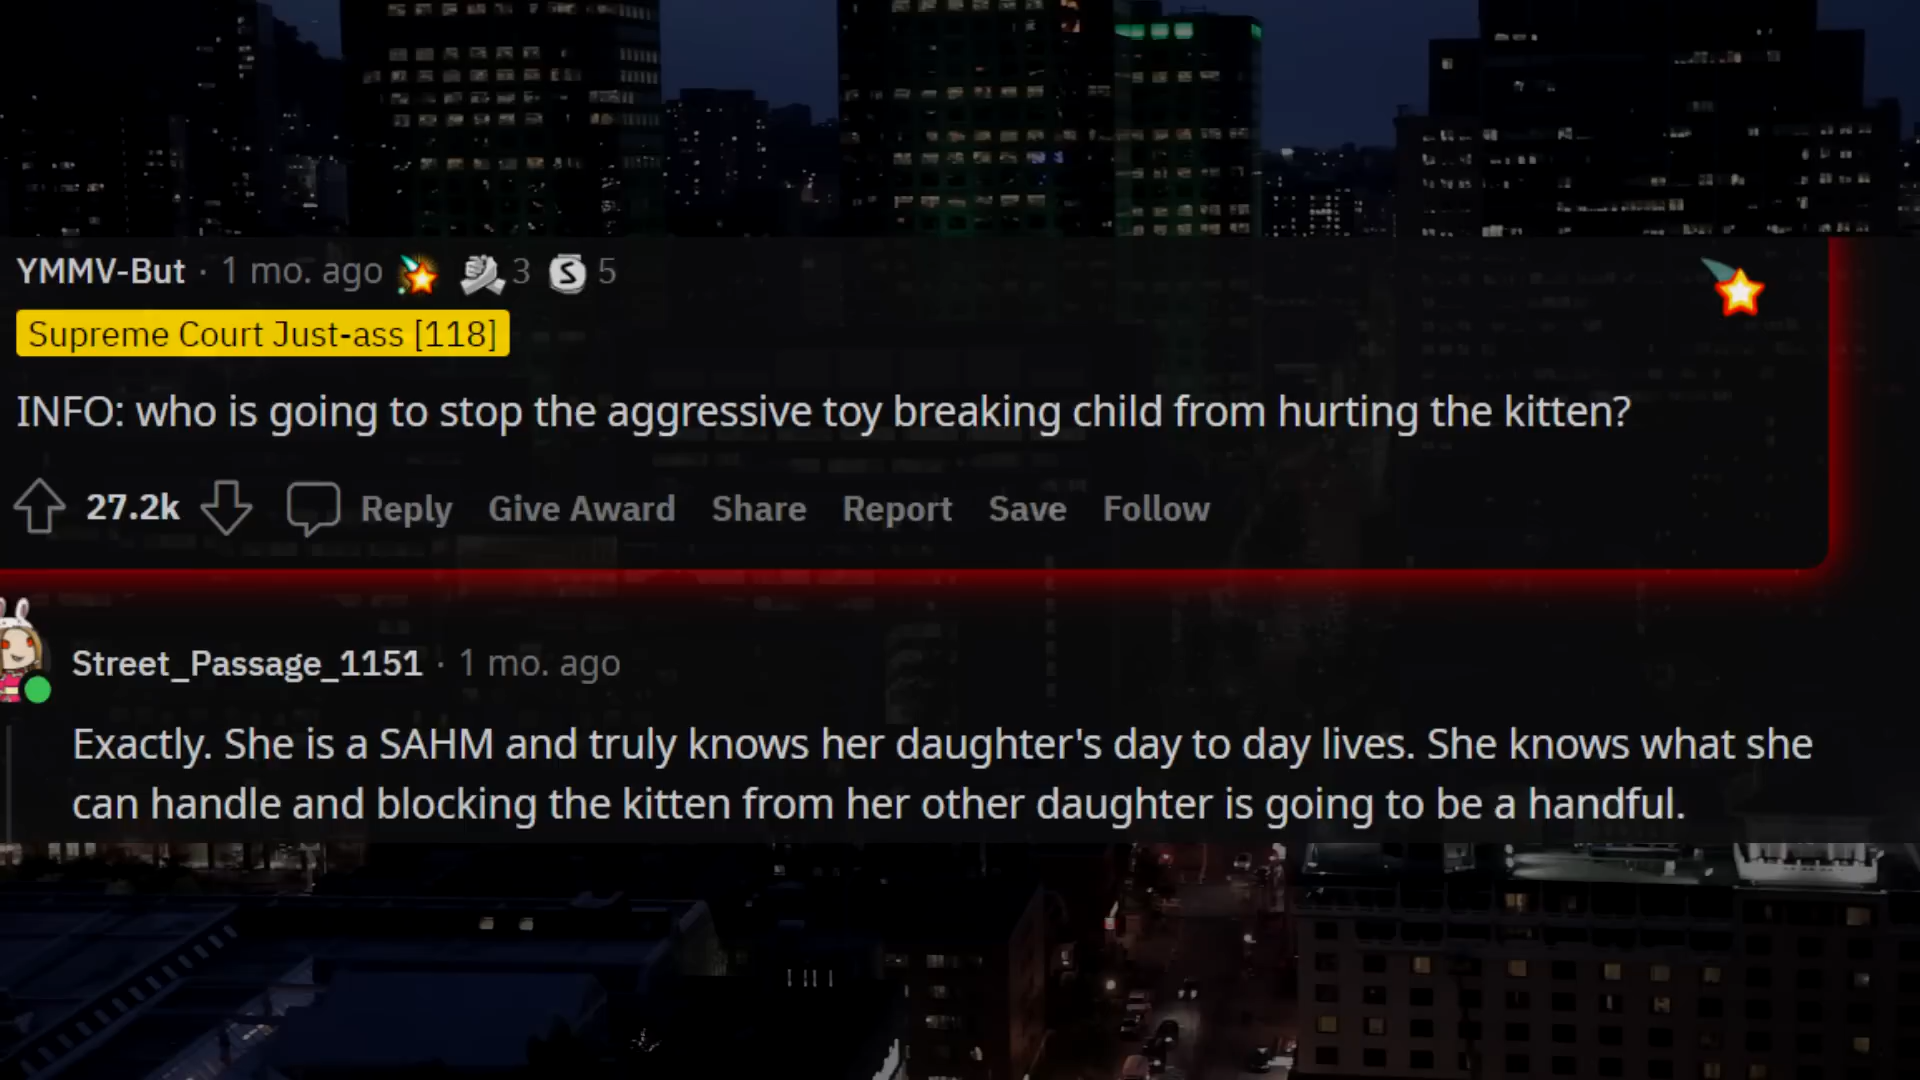 YMMV-But · 1 mo. ago 3 5
Supreme Court Just-ass [118]
INFO: who is going to stop the aggressive toy breaking child from hurting the kitten?
27.2k Reply Give Award Share Report Save Follow
Street_Passage_1151 · 1 mo. ago
Exactly. She is a SAHM and truly knows her daughter's day to day lives. She knows what she
can handle and blocking the kitten from her other daughter is going to be a handful.